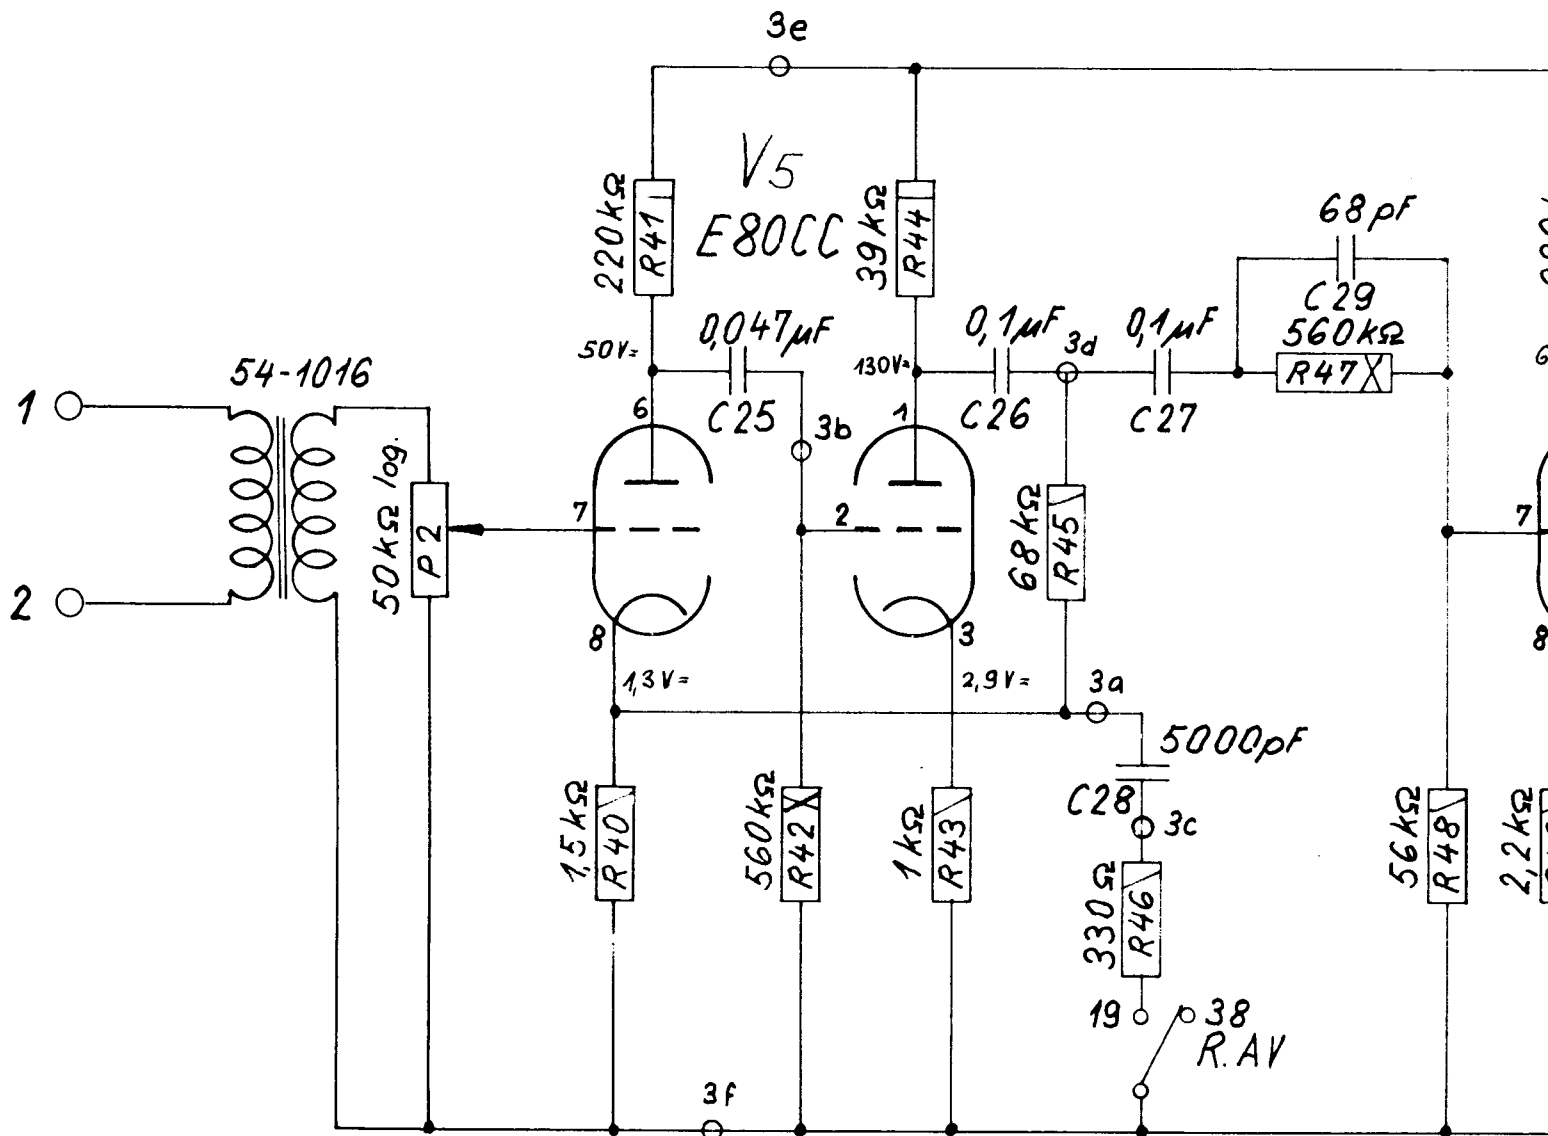 3e
V5
E80CC
220kΩ
R41
39kΩ
R44
68pF
C29
560kΩ
R47
0,047µF
C25
50V=
130V=
0,1µF
C26
3d
0,1µF
C27
54-1016
1
2
50kΩ log.
P2
6
7
8
3b
1
2
3
68kΩ
R45
7
8
1,3V=
2,9V=
3a
5000pF
C28
3c
1,5kΩ
R40
560kΩ
R42
1kΩ
R43
330Ω
R46
56kΩ
R48
2,2kΩ
19
38
R.AV
3f